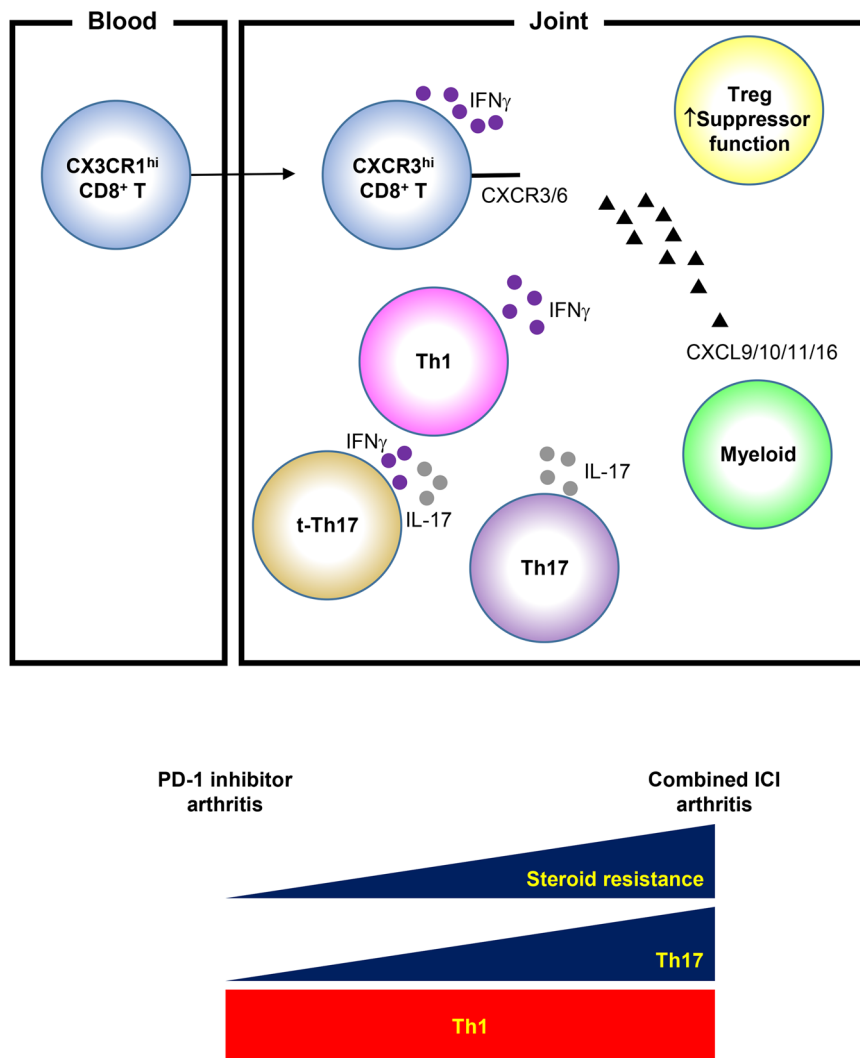 Blood
Joint
CX3CR1hi
CD8+ T
IFNγ
CXCR3hi
CD8+ T
CXCR3/6
Treg
↑Suppressor
function
IFNγ
Th1
CXCL9/10/11/16
Myeloid
IFNγ
t-Th17
IL-17
IL-17
Th17
PD-1 inhibitor
arthritis
Combined ICI
arthritis
Steroid resistance
Th17
Th1